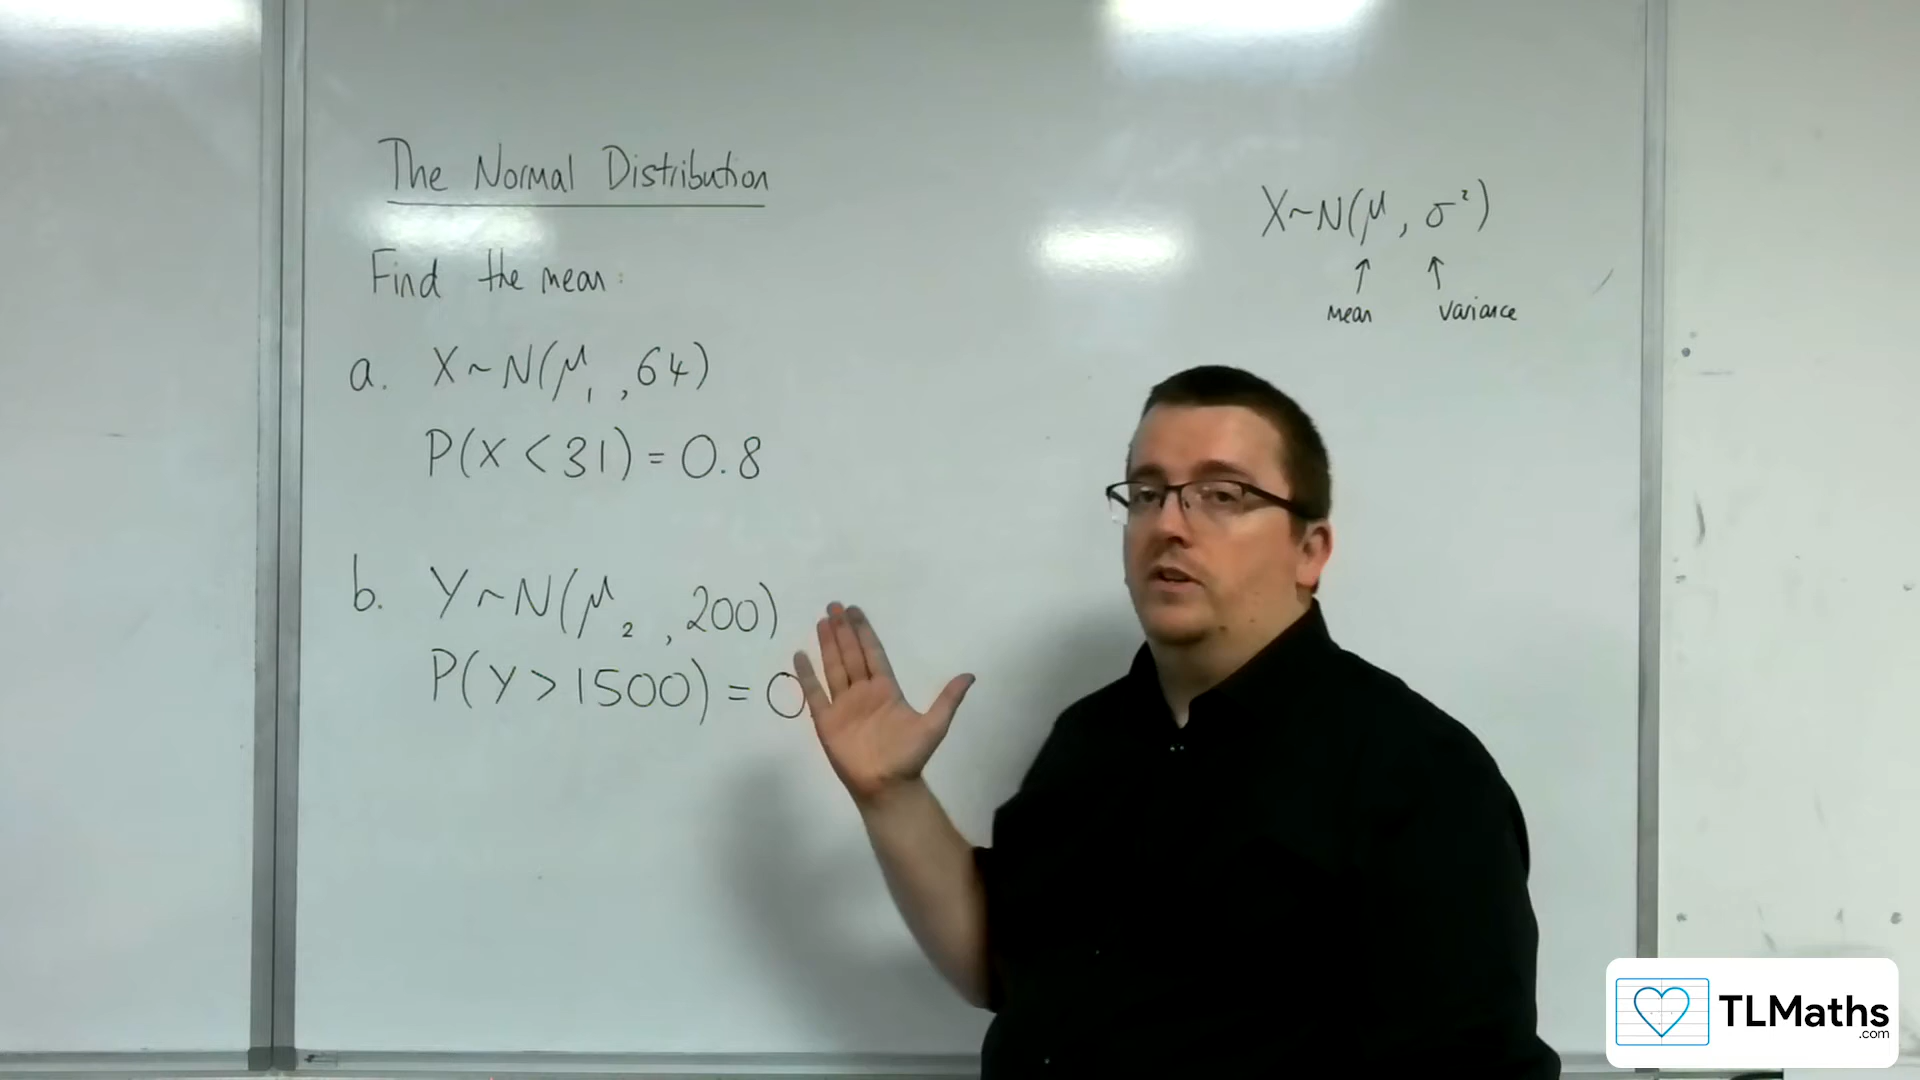 The Normal Distribution
Find the mean:
a. X~N(μ₁, 64)
P(X < 31) = 0.8
b. Y~N(μ₂, 200)
P(Y > 1500) = 0
X~N(μ, σ²)
↑ ↑
mean variance
TLMaths
.com